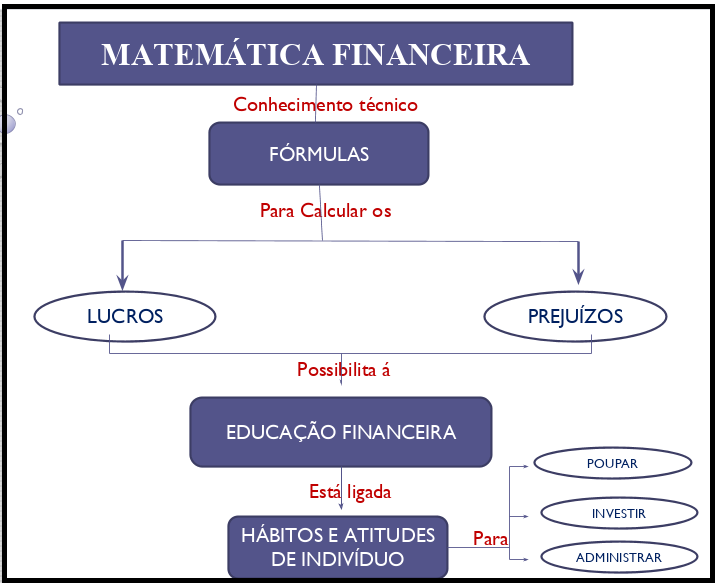 MATEMÁTICA FINANCEIRA
Conhecimento técnico
FÓRMULAS
Para Calcular os
LUCROS
PREJUÍZOS
Possibilita á
EDUCAÇÃO FINANCEIRA
Está ligada
HÁBITOS E ATITUDES
DE INDIVÍDUO
Para
POUPAR
INVESTIR
ADMINISTRAR